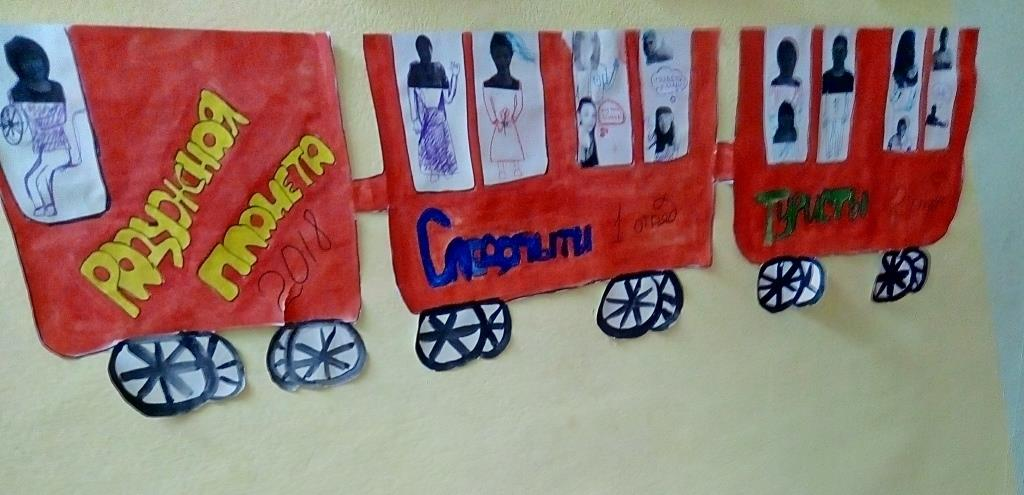 РАДУЖНАЯ
ПЛАНЕТА
2018
Следопыты 1 отряд
Туристы